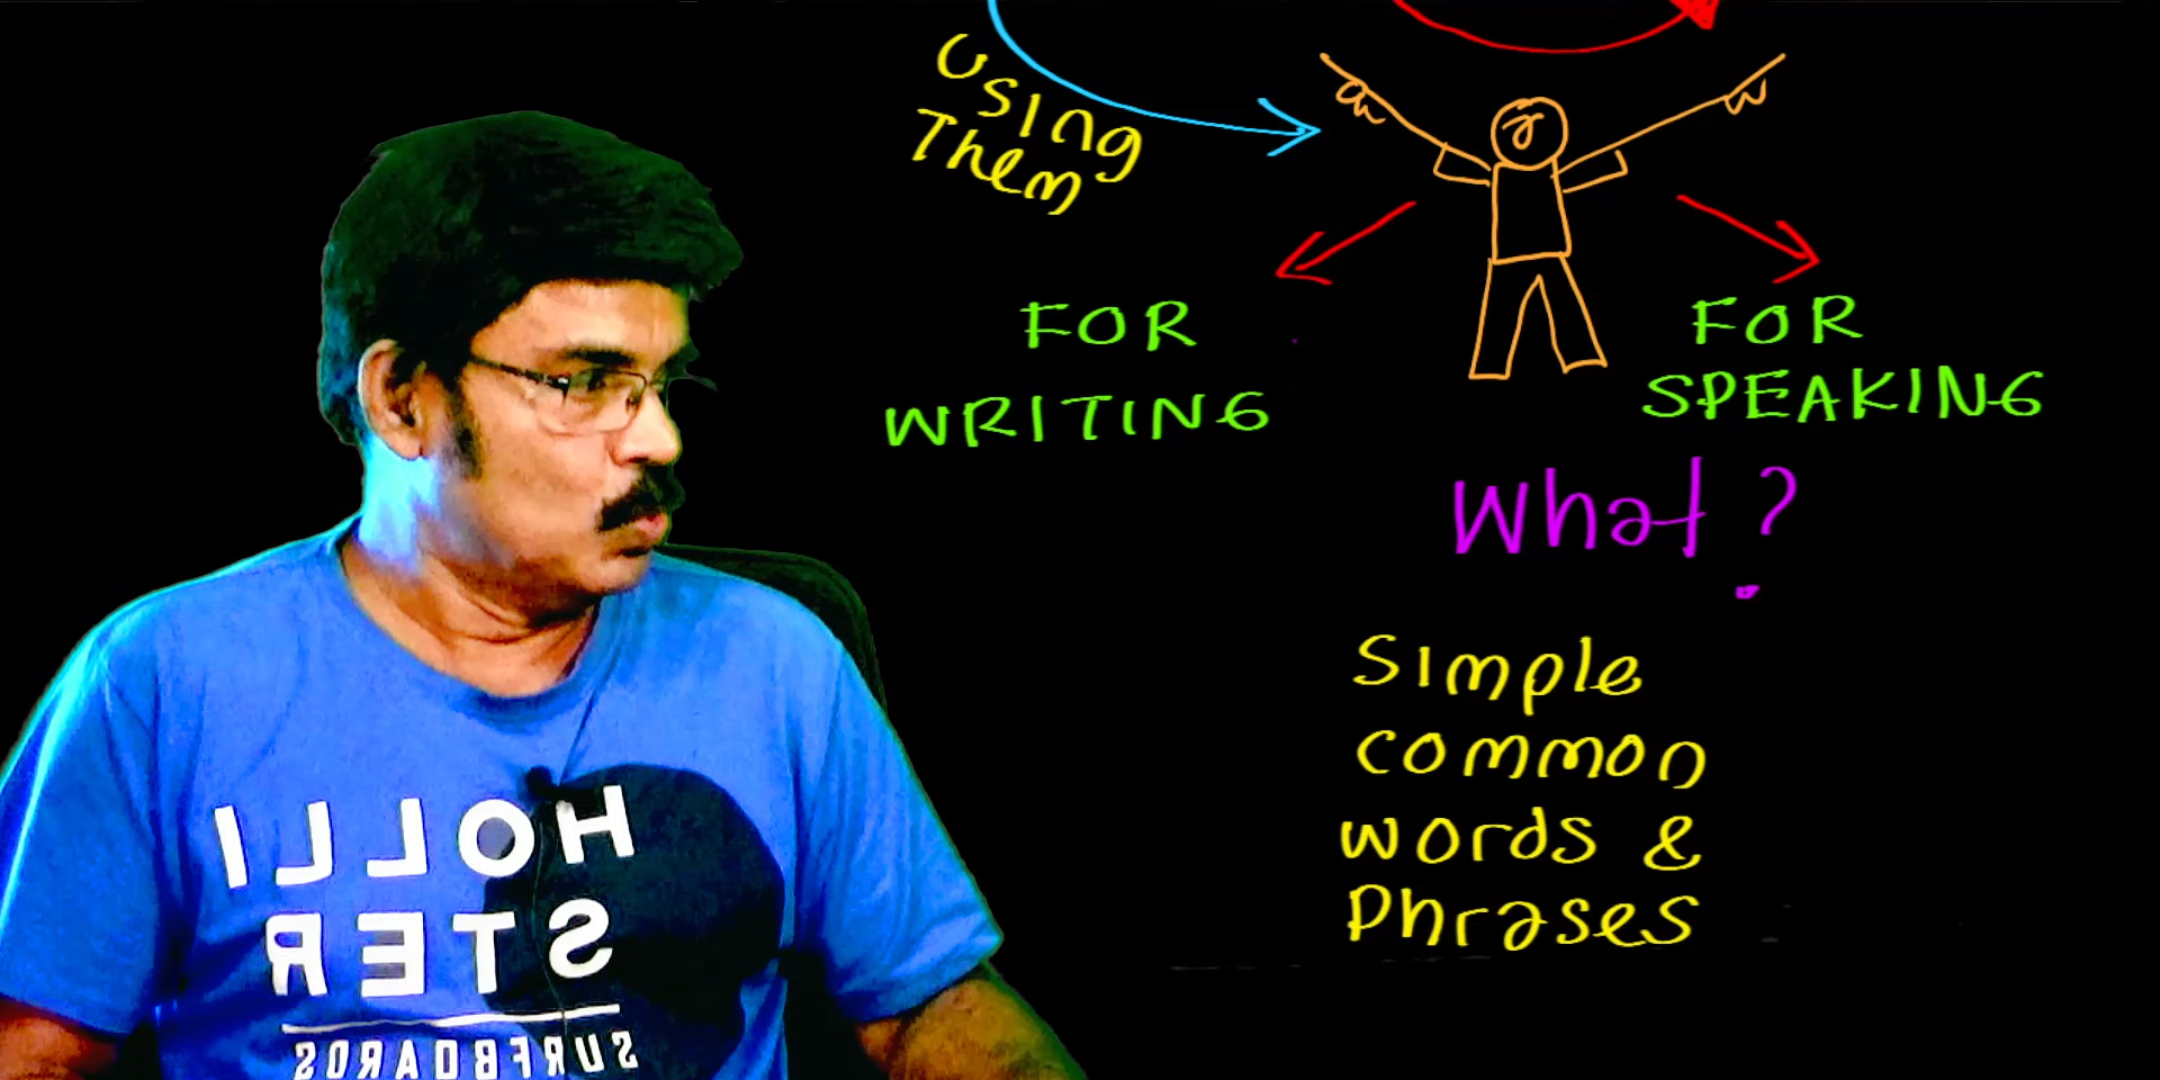 Using
Them
FOR
WRITING
FOR
SPEAKING
What?
Simple
common
words &
Phrases
HOLLI
STER
SURFBOARDS